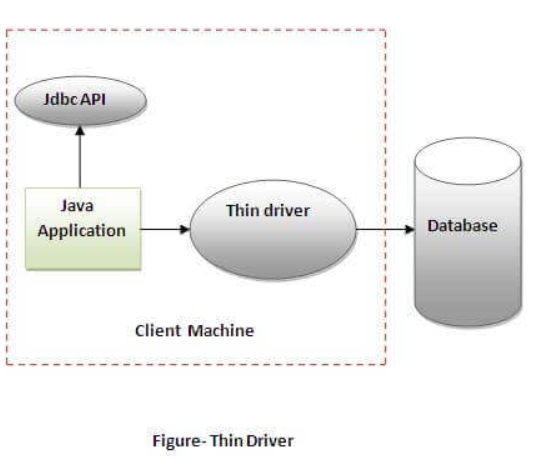 Jdbc API
Java
Application
Thin driver
Database
Client Machine
Figure- Thin Driver